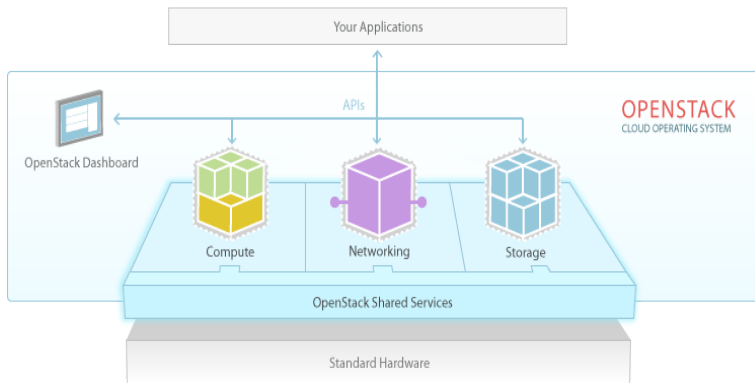 Your Applications
APIs
OPENSTACK
CLOUD OPERATING SYSTEM
OpenStack Dashboard
Compute
Networking
Storage
OpenStack Shared Services
Standard Hardware